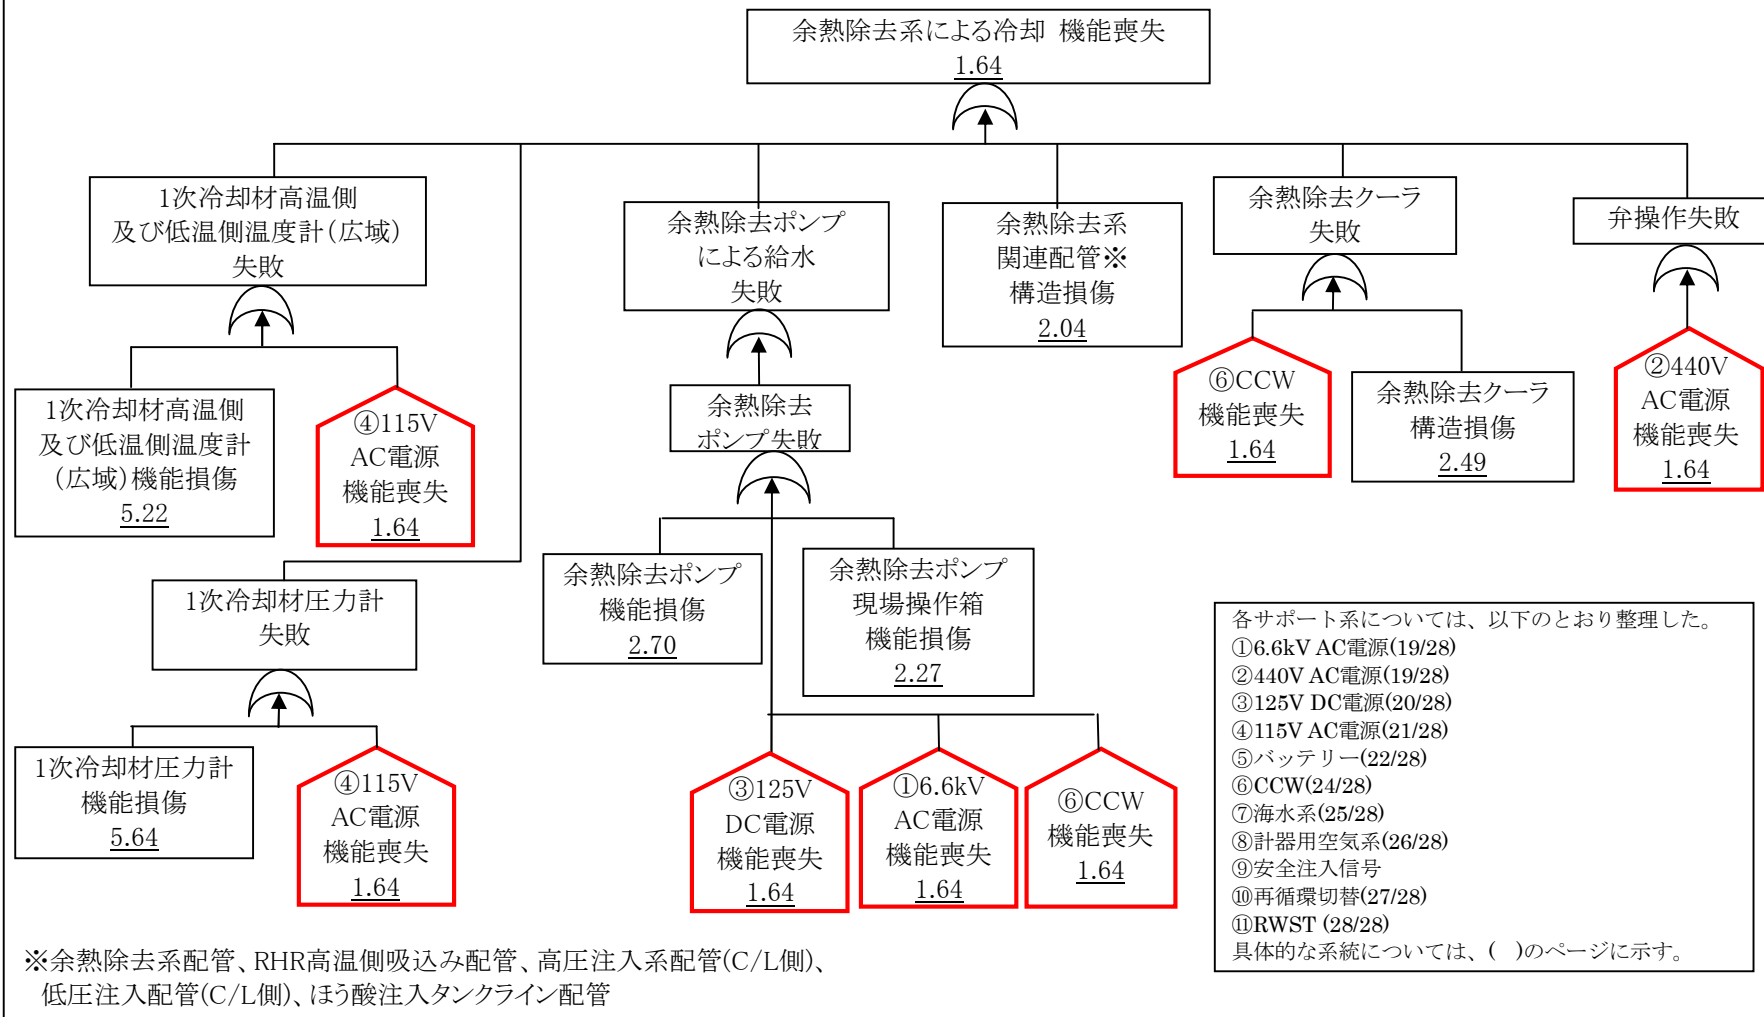 余熱除去系による冷却 機能喪失
1.64
1次冷却材高温側
及び低温側温度計(広域)
失敗
余熱除去ポンプ
による給水
失敗
余熱除去系
関連配管※
構造損傷
2.04
余熱除去クーラ
失敗
弁操作失敗
1次冷却材高温側
及び低温側温度計
(広域)機能損傷
5.22
④115V
AC電源
機能喪失
1.64
余熱除去
ポンプ失敗
⑥CCW
機能喪失
1.64
余熱除去クーラ
構造損傷
2.49
②440V
AC電源
機能喪失
1.64
1次冷却材圧力計
失敗
余熱除去ポンプ
機能損傷
2.70
余熱除去ポンプ
現場操作箱
機能損傷
2.27
1次冷却材圧力計
機能損傷
5.64
④115V
AC電源
機能喪失
1.64
③125V
DC電源
機能喪失
1.64
①6.6kV
AC電源
機能喪失
1.64
⑥CCW
機能喪失
1.64
各サポート系については、以下のとおり整理した。
①6.6kV AC電源(19/28)
②440V AC電源(19/28)
③125V DC電源(20/28)
④115V AC電源(21/28)
⑤バッテリー(22/28)
⑥CCW(24/28)
⑦海水系(25/28)
⑧計器用空気系(26/28)
⑨安全注入信号
⑩再循環切替(27/28)
⑪RWST (28/28)
具体的な系統については、( )のページに示す。
※余熱除去系配管、RHR高温側吸込み配管、高圧注入系配管(C/L側)、
低圧注入配管(C/L側)、ほう酸注入タンクライン配管